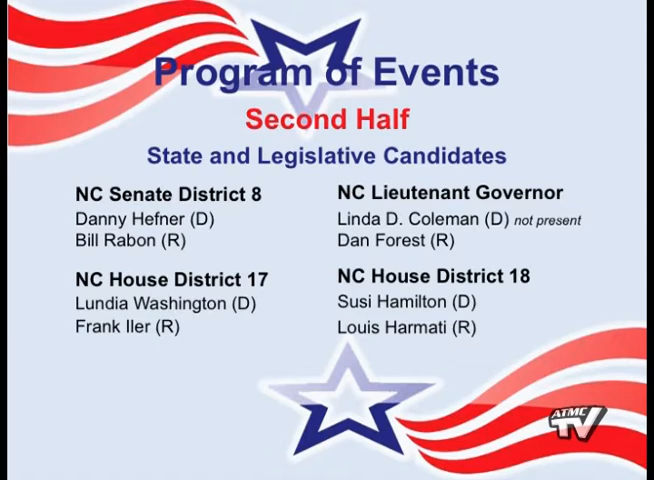 Program of Events
Second Half
State and Legislative Candidates
NC Senate District 8
Danny Hefner (D)
Bill Rabon (R)
NC Lieutenant Governor
Linda D. Coleman (D) not present
Dan Forest (R)
NC House District 17
Lundia Washington (D)
Frank Iler (R)
NC House District 18
Susi Hamilton (D)
Louis Harmati (R)
ATMC
TV